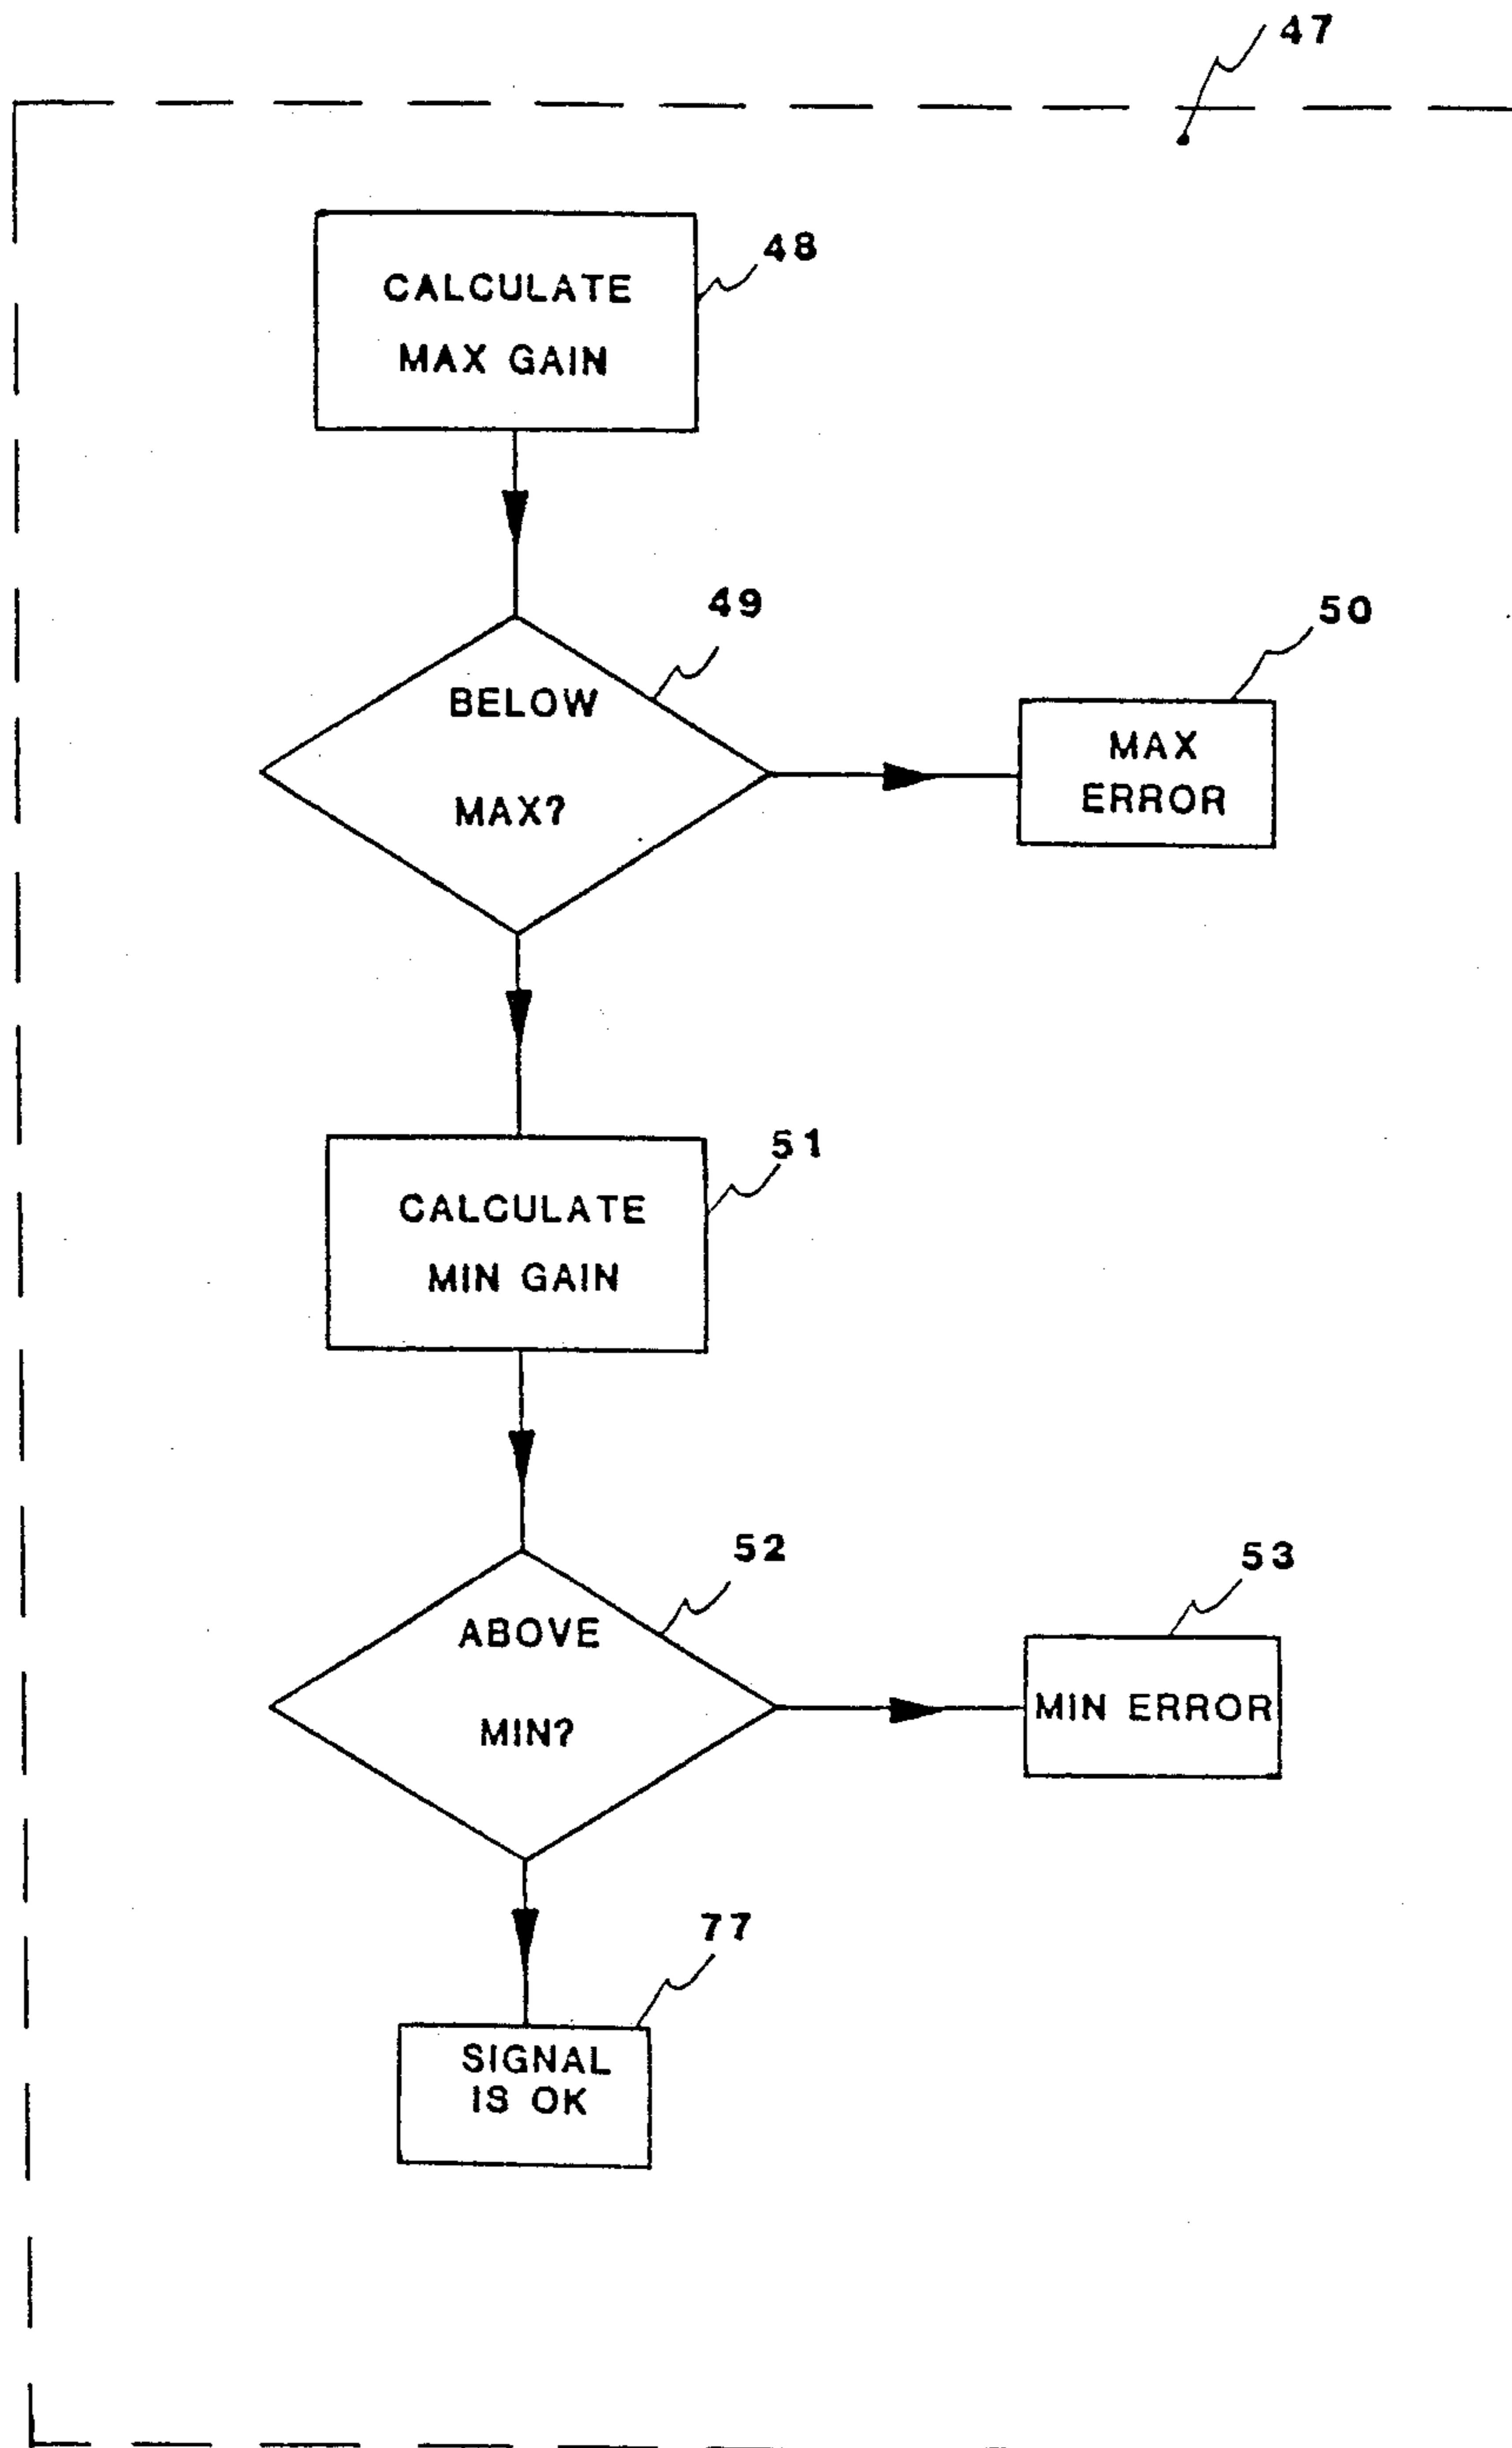 47
48
CALCULATE
MAX GAIN
49
BELOW
MAX?
50
MAX
ERROR
51
CALCULATE
MIN GAIN
52
ABOVE
MIN?
53
MIN ERROR
77
SIGNAL
IS OK